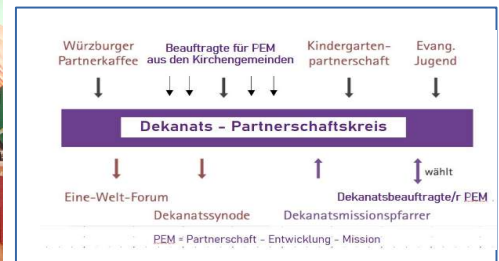 Würzburger
Partnerkaffee
Beauftragte für PEM
aus den Kirchengemeinden
Kindergarten-
partnerschaft
Evang.
Jugend
Dekanats - Partnerschaftskreis
wählt
Eine-Welt-Forum
Dekanatsbeauftragte/r PEM
Dekanatssynode
Dekanatsmissionspfarrer
PEM = Partnerschaft - Entwicklung - Mission